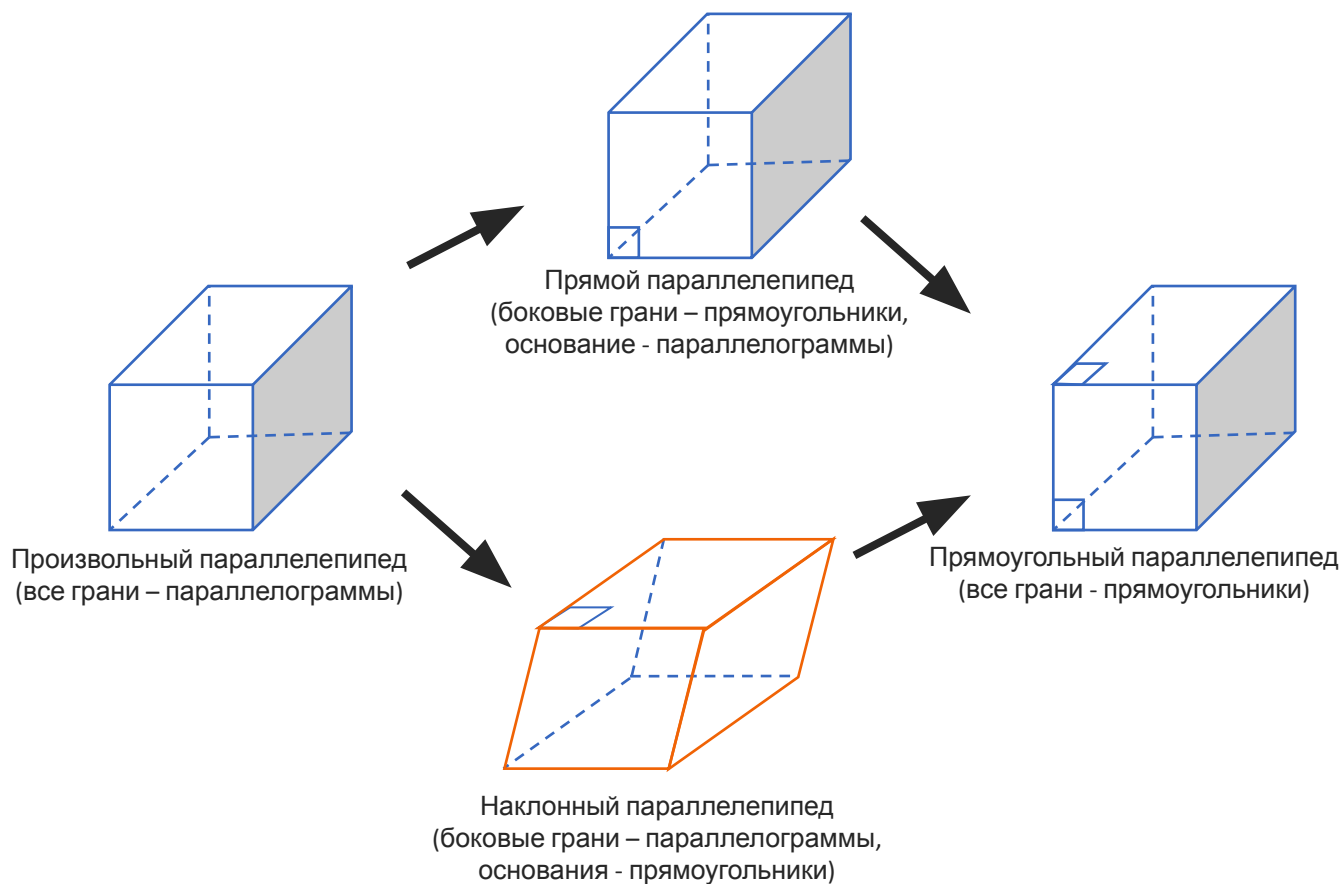 Прямой параллелепипед
(боковые грани – прямоугольники,
основание - параллелограммы)
Произвольный параллелепипед
(все грани – параллелограммы)
Прямоугольный параллелепипед
(все грани - прямоугольники)
Наклонный параллелепипед
(боковые грани – параллелограммы,
основания - прямоугольники)